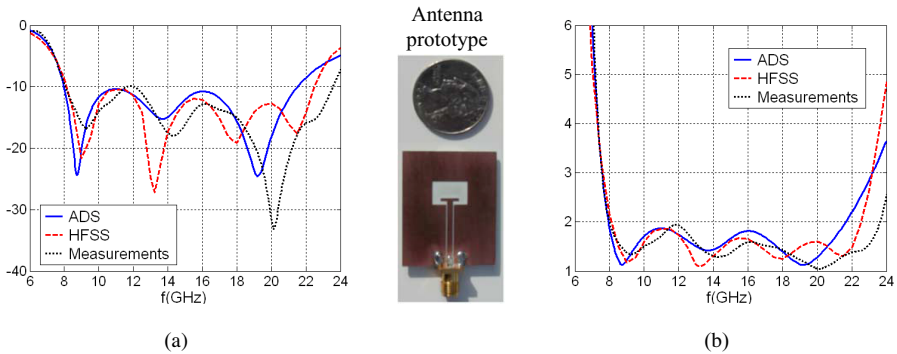 Antenna
prototype
0
-10
-20
-30
-40
6 8 10 12 14 16 18 20 22 24
f(GHz)
ADS
HFSS
Measurements
(a)
6
5
4
3
2
1
6 8 10 12 14 16 18 20 22 24
f(GHz)
ADS
HFSS
Measurements
(b)